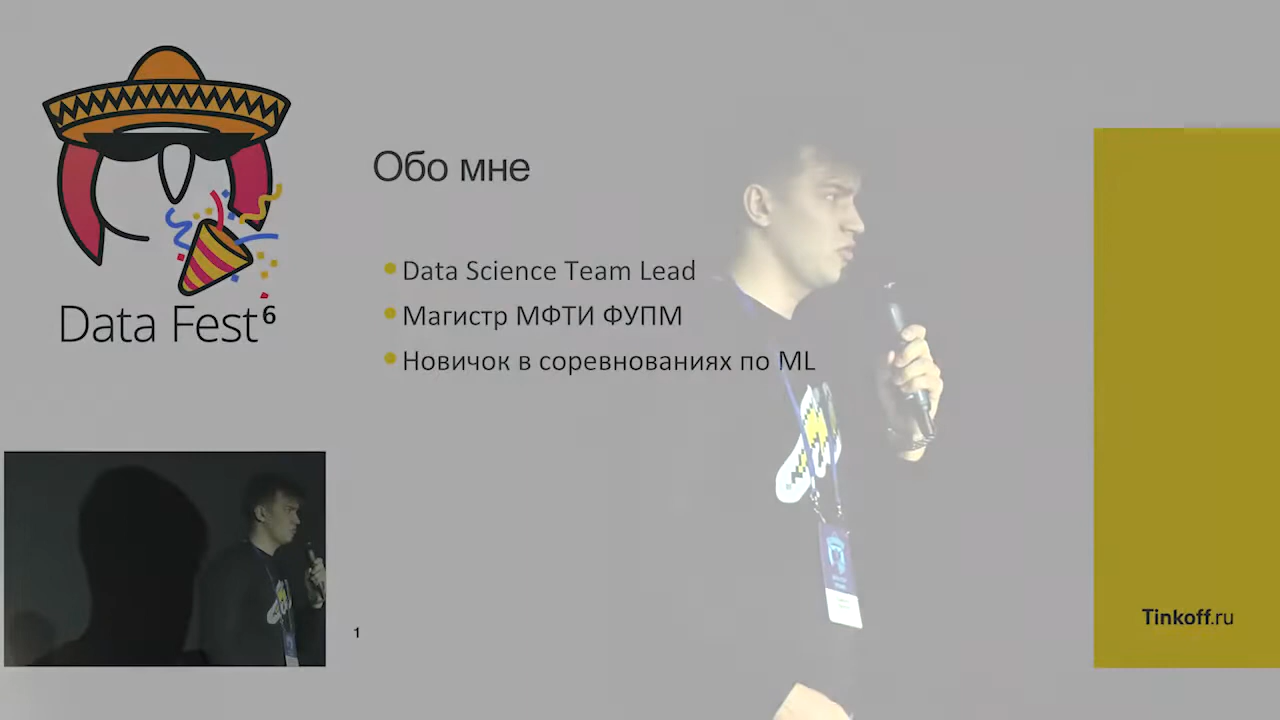 Data Fest⁶
Обо мне
Data Science Team Lead
Магистр МФТИ ФУПМ
Новичок в соревнованиях по ML
1
Tinkoff.ru